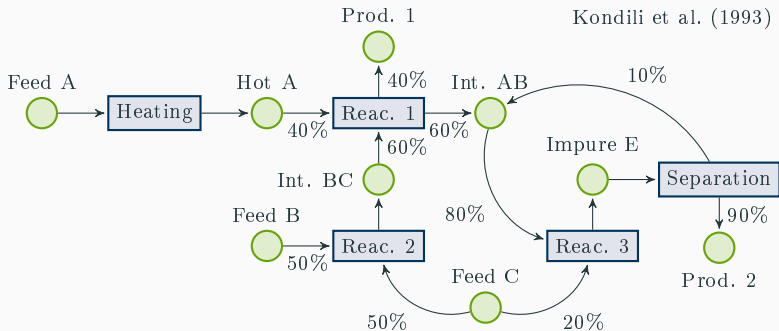 Prod. 1
Kondili et al. (1993)
Feed A
Hot A
40%
Int. AB
10%
Heating
Reac. 1
40%
60%
60%
Impure E
Int. BC
Separation
Feed B
80%
90%
Reac. 2
Reac. 3
50%
Feed C
Prod. 2
50%
20%